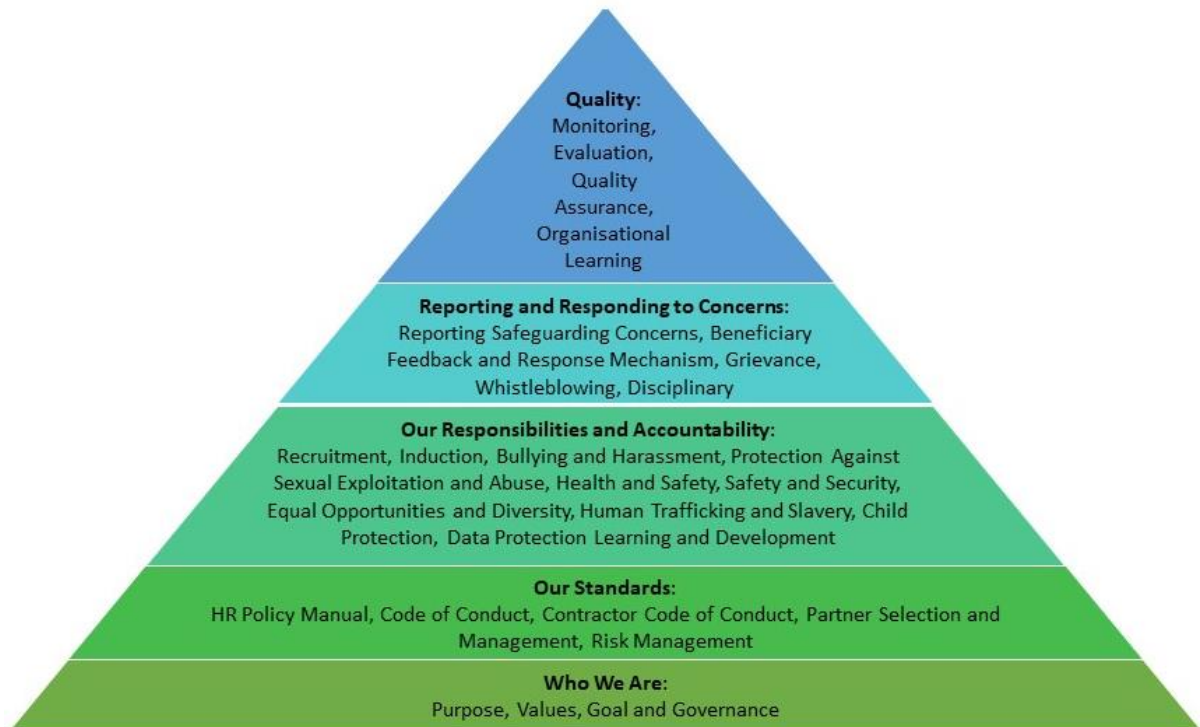 Quality:
Monitoring,
Evaluation,
Quality
Assurance,
Organisational
Learning
Reporting and Responding to Concerns:
Reporting Safeguarding Concerns, Beneficiary
Feedback and Response Mechanism, Grievance,
Whistleblowing, Disciplinary
Our Responsibilities and Accountability:
Recruitment, Induction, Bullying and Harassment, Protection Against
Sexual Exploitation and Abuse, Health and Safety, Safety and Security,
Equal Opportunities and Diversity, Human Trafficking and Slavery, Child
Protection, Data Protection Learning and Development
Our Standards:
HR Policy Manual, Code of Conduct, Contractor Code of Conduct, Partner Selection and
Management, Risk Management
Who We Are:
Purpose, Values, Goal and Governance